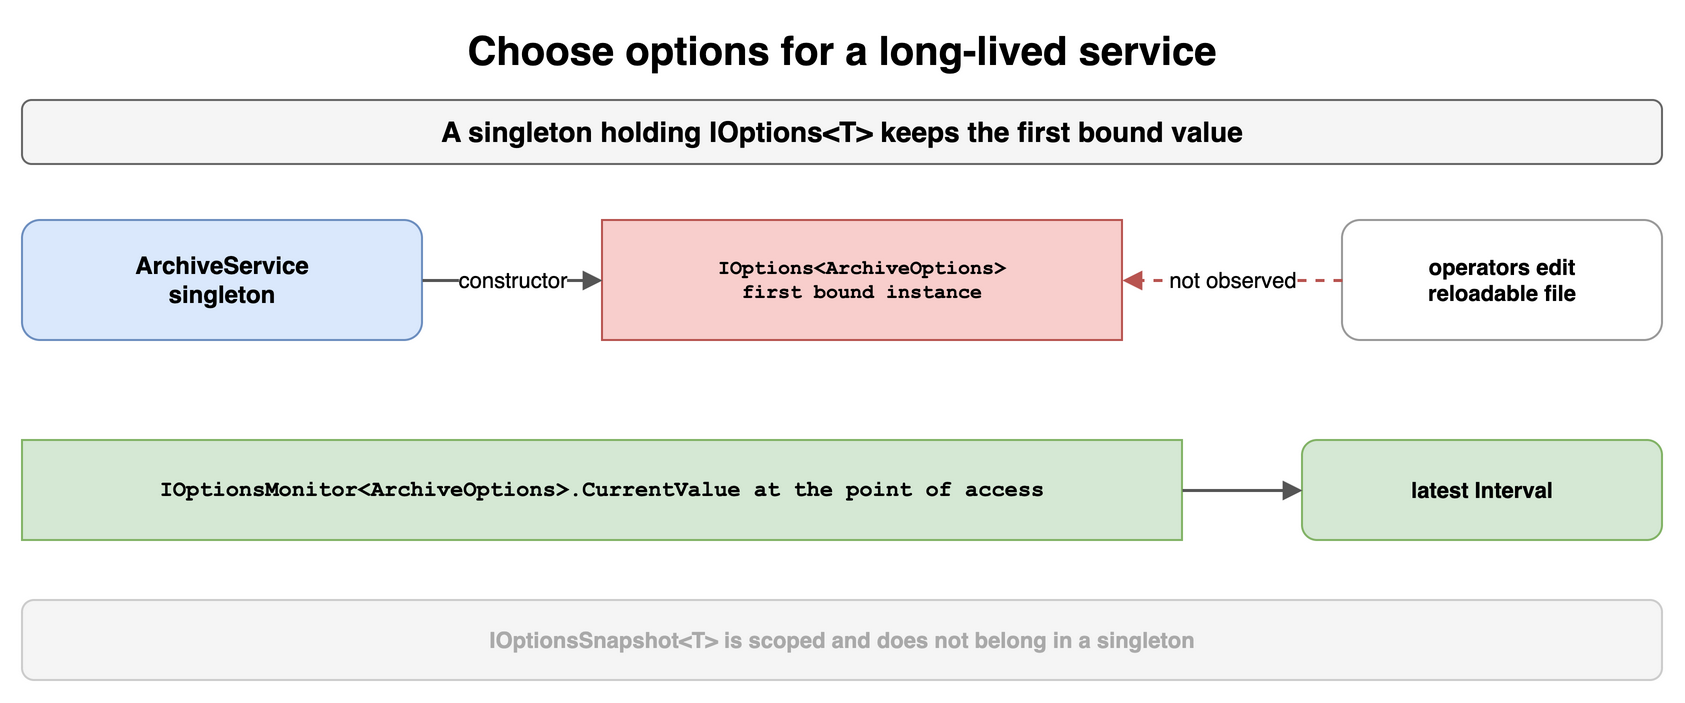 Choose options for a long-lived service
A singleton holding IOptions<T> keeps the first bound value
ArchiveService
singleton
constructor
IOptions<ArchiveOptions>
first bound instance
not observed
operators edit
reloadable file
IOptionsMonitor<ArchiveOptions>.CurrentValue at the point of access
latest Interval
IOptionsSnapshot<T> is scoped and does not belong in a singleton